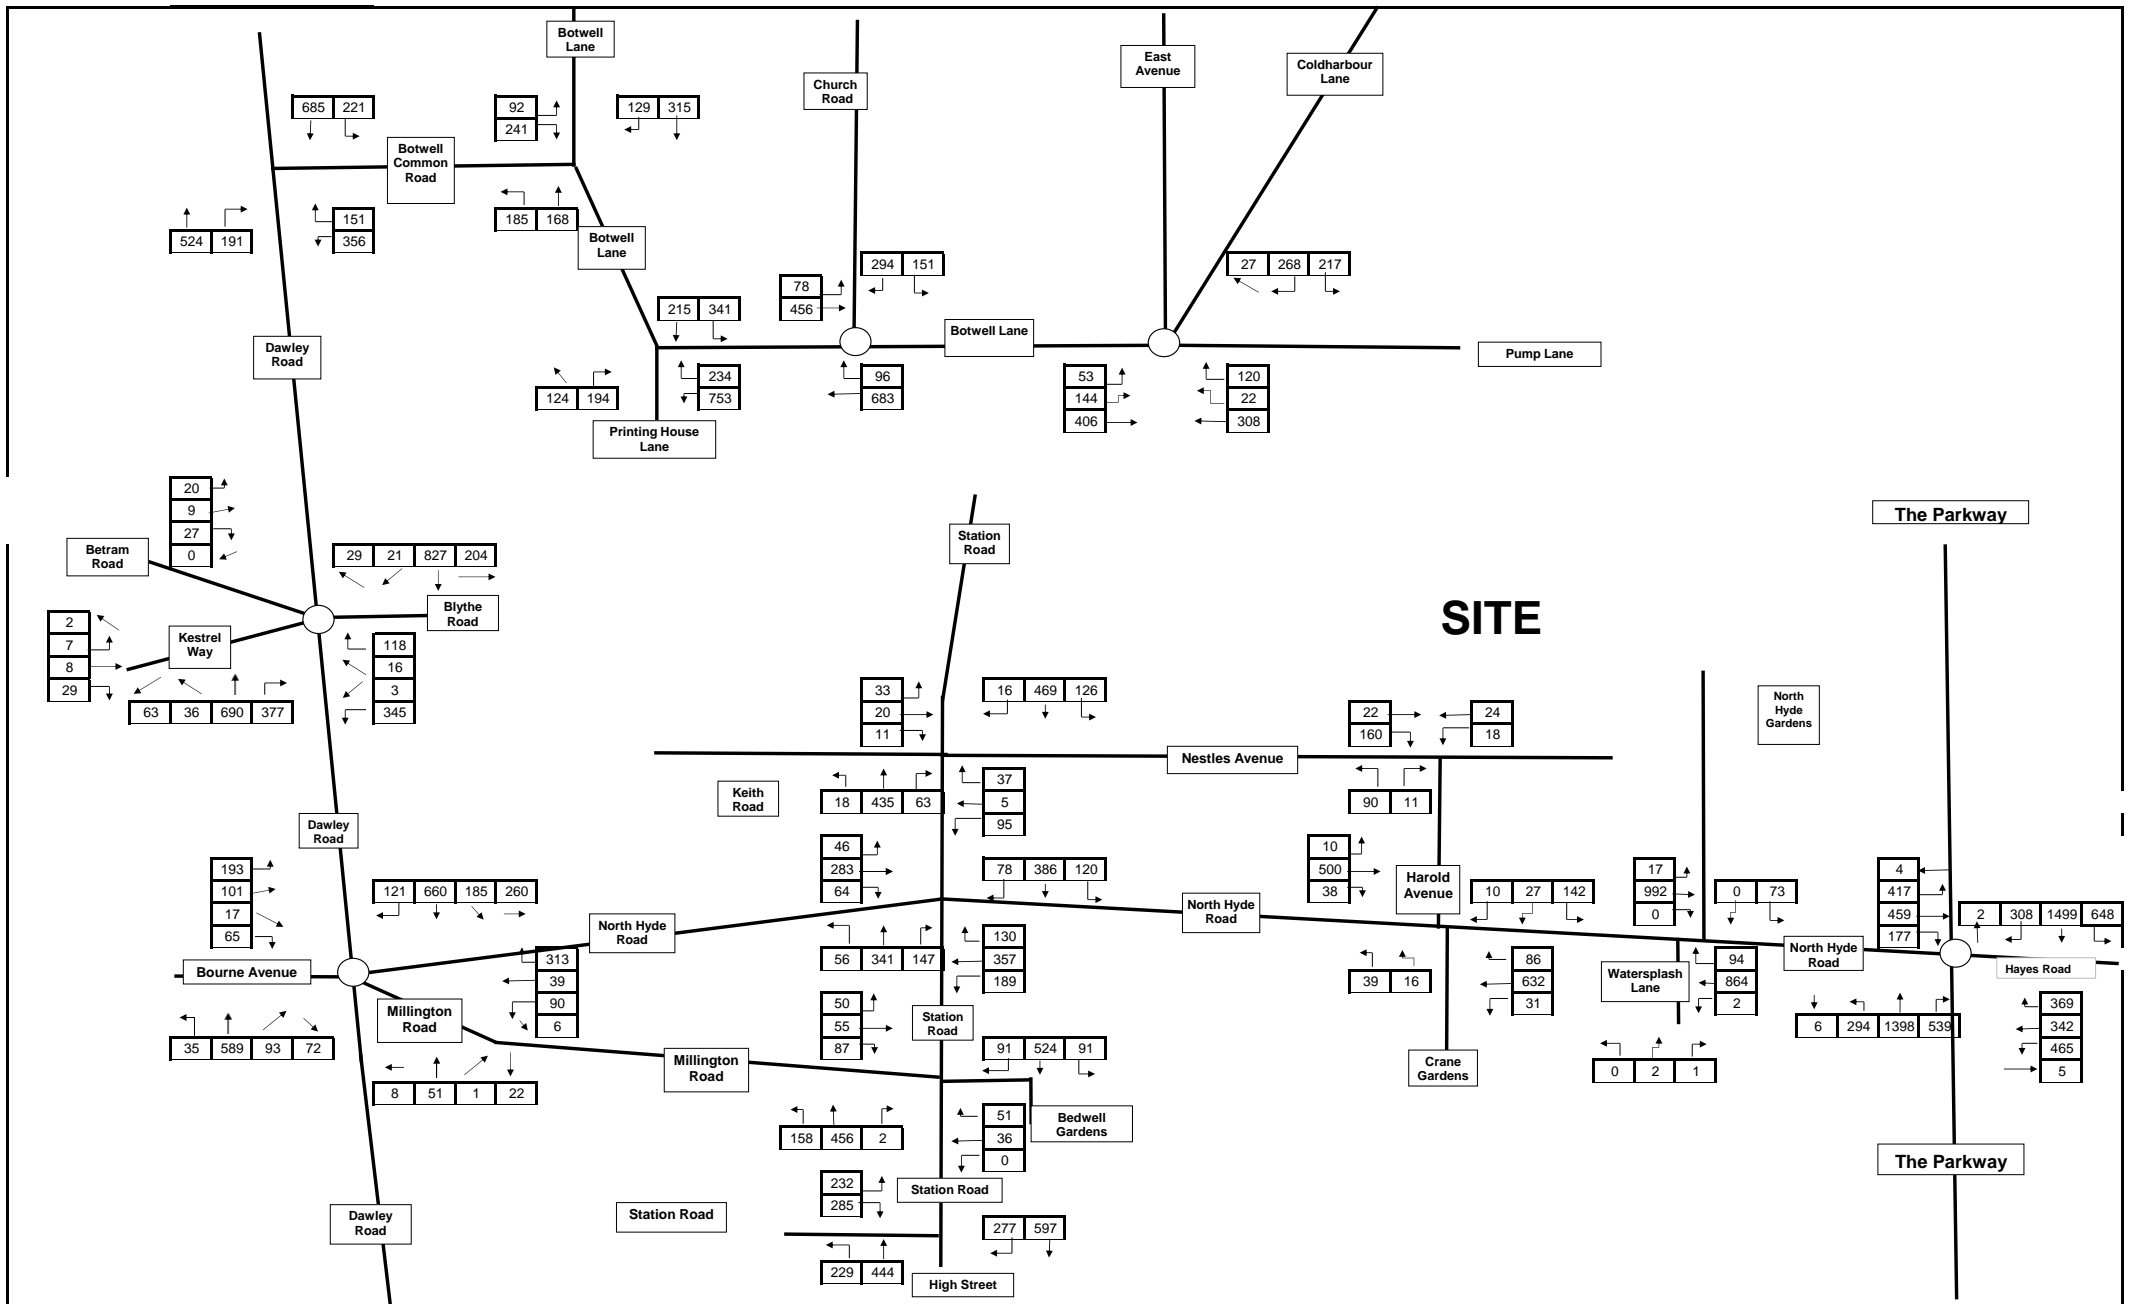 Botwell
Lane
East
Avenue
Coldharbour
Lane
Church
Road
685 221
92
241
129 315
Botwell
Common
Road
185 168
524 191
151
356
Botwell
Lane
294 151
27 268 217
78
456
215 341
Botwell Lane
Dawley
Road
Pump Lane
124 194
234
753
96
683
53
144
406
120
22
308
Printing House
Lane
20
9
27
0
The Parkway
Betram
Road
29 21 827 204
Station
Road
Blythe
Road
SITE
2
7
8
29
Kestrel
Way
118
16
3
345
63 36 690 377
33
20
11
16 469 126
22
160
24
18
North
Hyde
Gardens
Nestles Avenue
Keith
Road
18 435 63
37
5
95
90 11
Dawley
Road
46
283
64
78 386 120
10
500
38
Harold
Avenue
10 27 142
17
992
0
0 73
4
417
459
177
2 308 1499 648
193
101
17
65
121 660 185 260
North Hyde
Road
North Hyde
Road
56 341 147
130
357
189
39 16
86
632
31
Watersplash
Lane
94
864
2
North Hyde
Road
Hayes Road
Bourne Avenue
313
39
90
6
Millington
Road
50
55
87
Station
Road
6 294 1398 539
369
342
465
5
35 589 93 72
91 524 91
Millington
Road
Crane
Gardens
0 2 1
8 51 1 22
158 456 2
51
36
0
Bedwell
Gardens
The Parkway
232
285
Station Road
Dawley
Road
Station Road
277 597
229 444
High Street